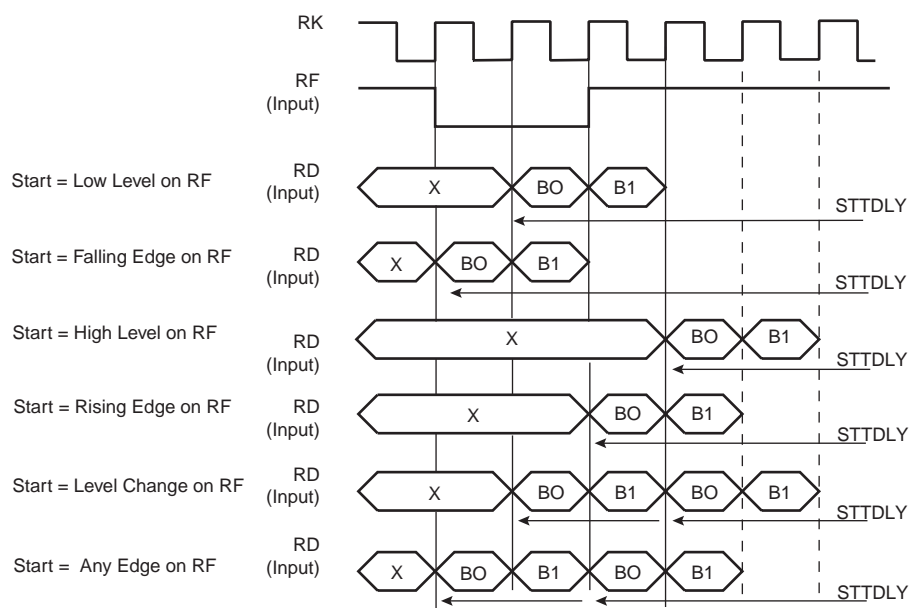 RK
RF
(Input)
Start = Low Level on RF
RD
(Input)
X
BO
B1
STTDLY
Start = Falling Edge on RF
RD
(Input)
X
BO
B1
STTDLY
Start = High Level on RF
RD
(Input)
X
BO
B1
STTDLY
Start = Rising Edge on RF
RD
(Input)
X
BO
B1
STTDLY
Start = Level Change on RF
RD
(Input)
X
BO
B1
BO
B1
STTDLY
Start = Any Edge on RF
RD
(Input)
X
BO
B1
BO
B1
STTDLY